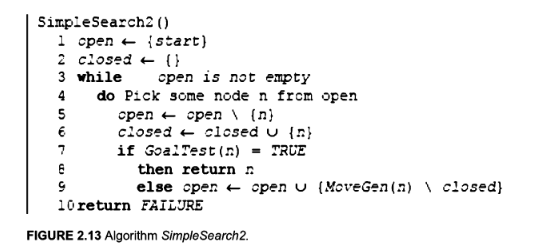 SimpleSearch2()
1 open ← {start}
2 closed ← {}
3 while open is not empty
4 do Pick some node n from open
5 open ← open \ {n}
6 closed ← closed ∪ {n}
7 if GoalTest(n) = TRUE
8 then return n
9 else open ← open ∪ {MoveGen(n) \ closed}
10 return FAILURE
FIGURE 2.13 Algorithm SimpleSearch2.